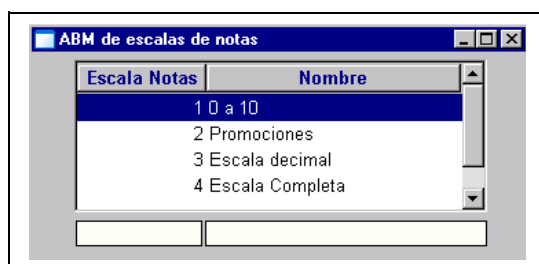 ABM de escalas de notas
Escala Notas Nombre
1 0 a 10
2 Promociones
3 Escala decimal
4 Escala Completa